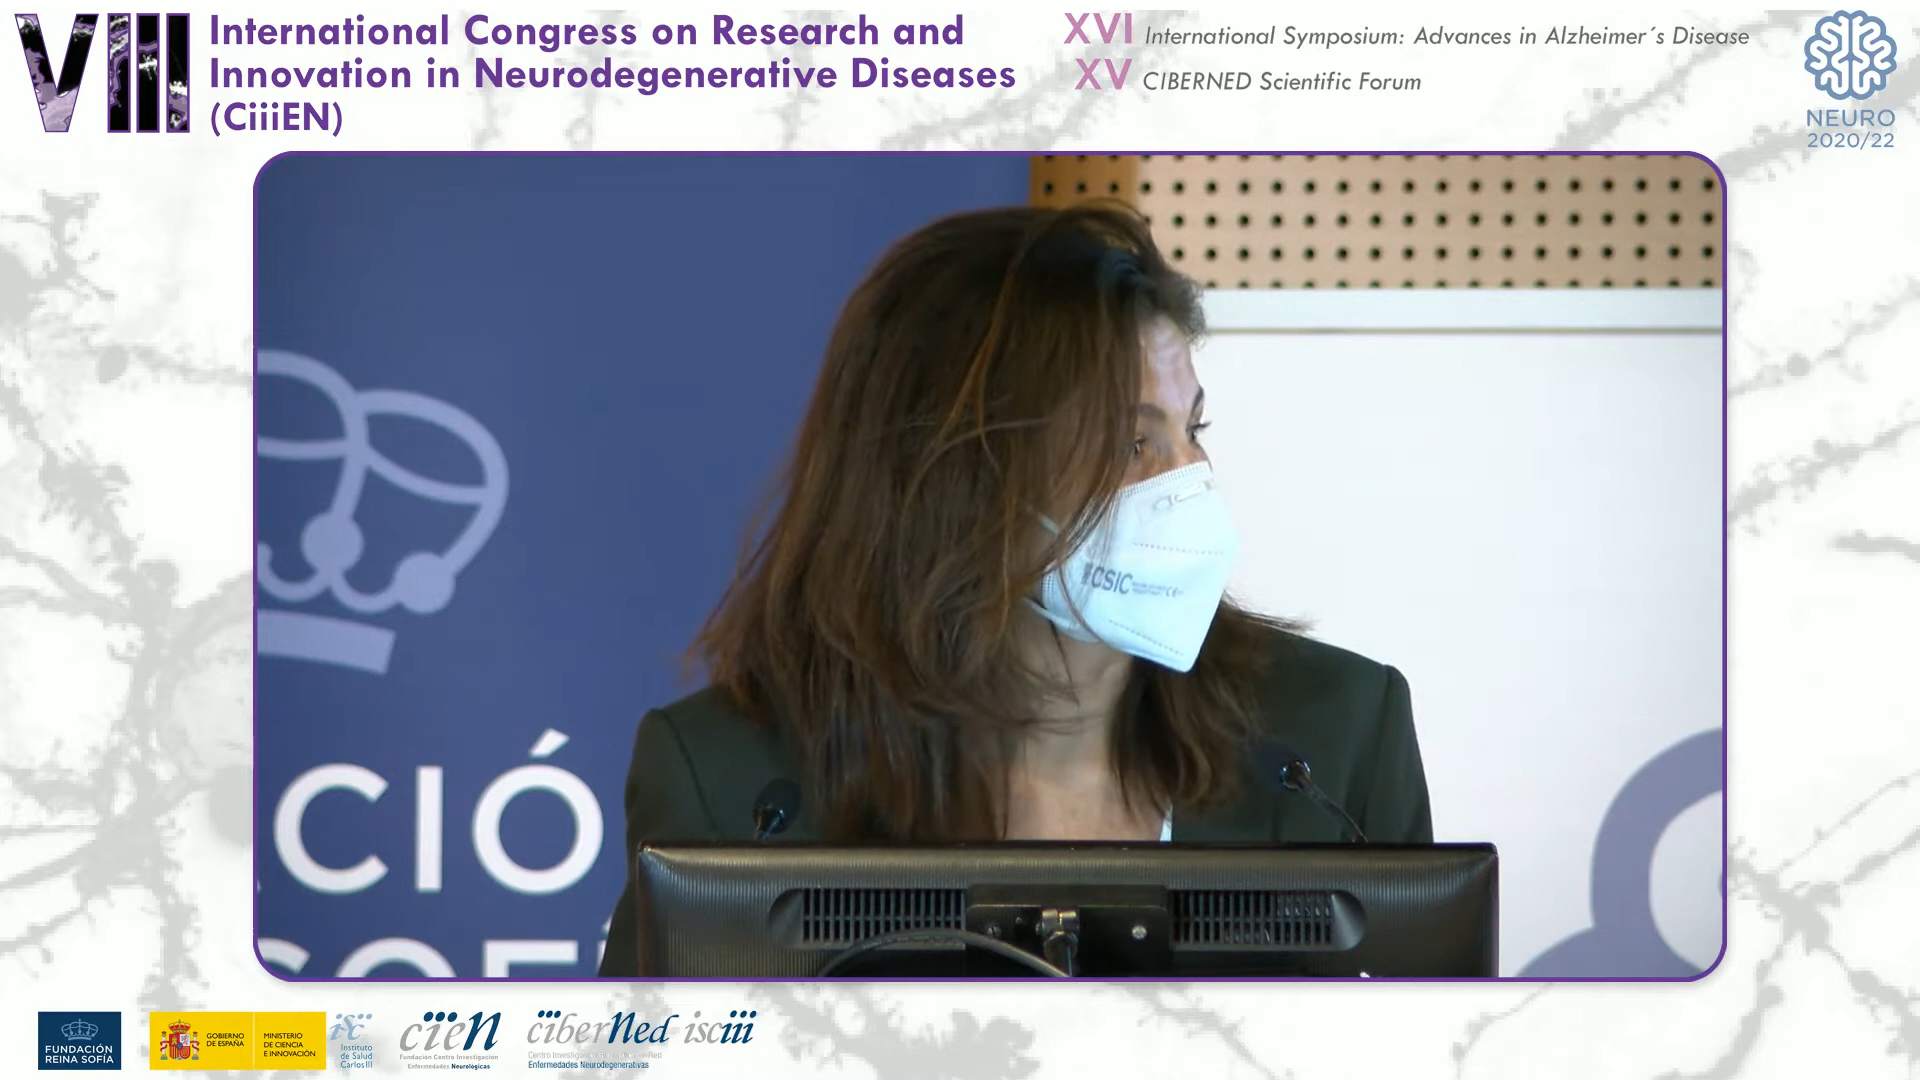 VIII
International Congress on Research and
Innovation in Neurodegenerative Diseases
(CiiiEN)
XVI International Symposium: Advances in Alzheimer´s Disease
XV CIBERNED Scientific Forum
NEURO
2020/22
CSIC
CIÓ
SOFÍ
FUNDACIÓN
REINA SOFÍA
GOBIERNO
DE ESPAÑA
MINISTERIO
DE CIENCIA
E INNOVACIÓN
isc
Instituto
de Salud
Carlos III
cien
Fundación Centro Investigación
Enfermedades Neurológicas
ciberNed isciii
Enfermedades Neurodegenerativas